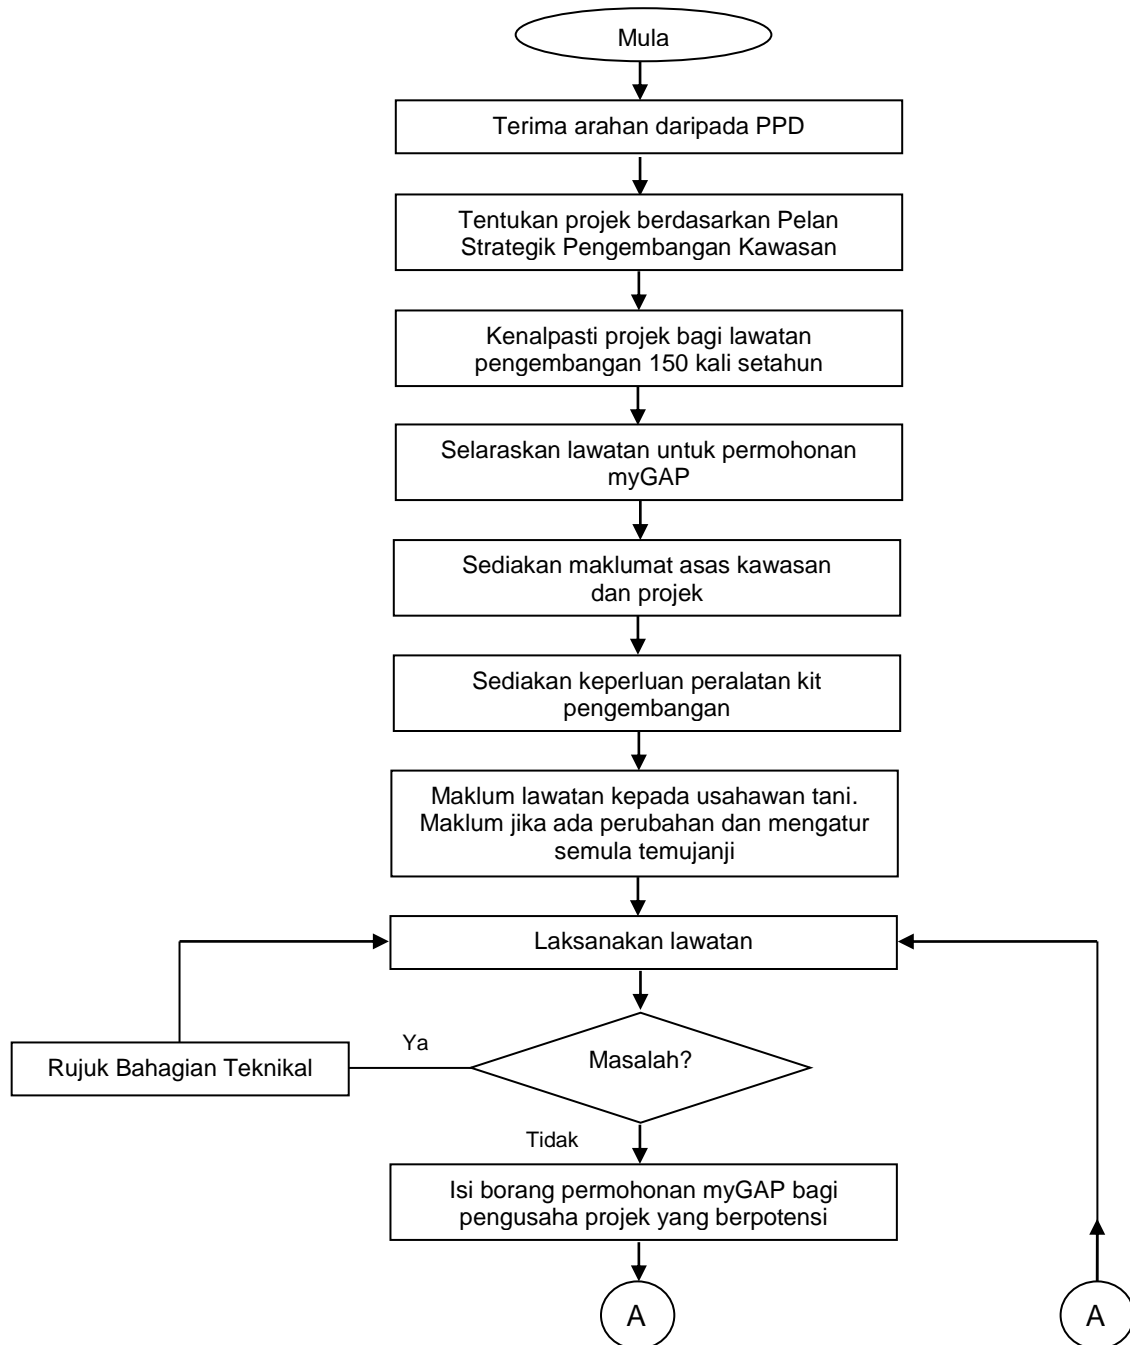 Mula
Terima arahan daripada PPD
Tentukan projek berdasarkan Pelan
Strategik Pengembangan Kawasan
Kenalpasti projek bagi lawatan
pengembangan 150 kali setahun
Selaraskan lawatan untuk permohonan
myGAP
Sediakan maklumat asas kawasan
dan projek
Sediakan keperluan peralatan kit
pengembangan
Maklum lawatan kepada usahawan tani.
Maklum jika ada perubahan dan mengatur
semula temujanji
Laksanakan lawatan
Ya
Masalah?
Rujuk Bahagian Teknikal
Tidak
Isi borang permohonan myGAP bagi
pengusaha projek yang berpotensi
A
A